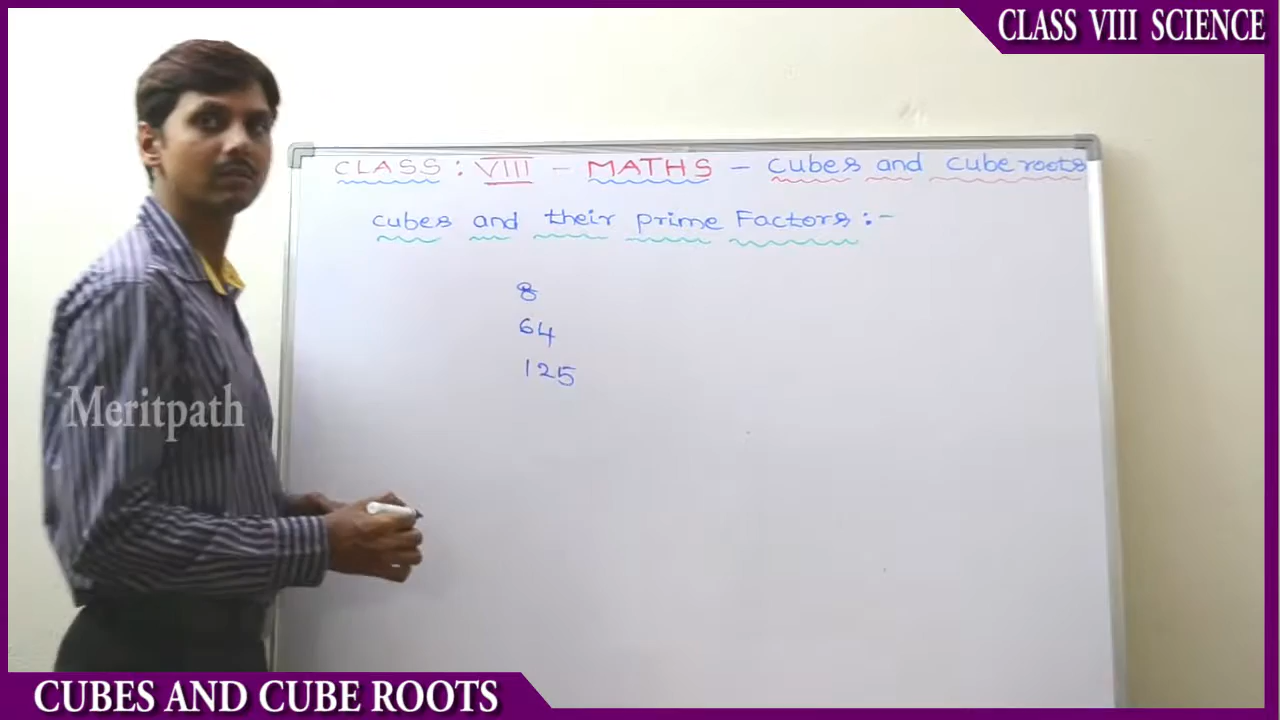 CLASS VIII SCIENCE
CLASS : VIII - MATHS - cubes and cube roots
cubes and their prime Factors :-
8
64
125
Meritpath
CUBES AND CUBE ROOTS